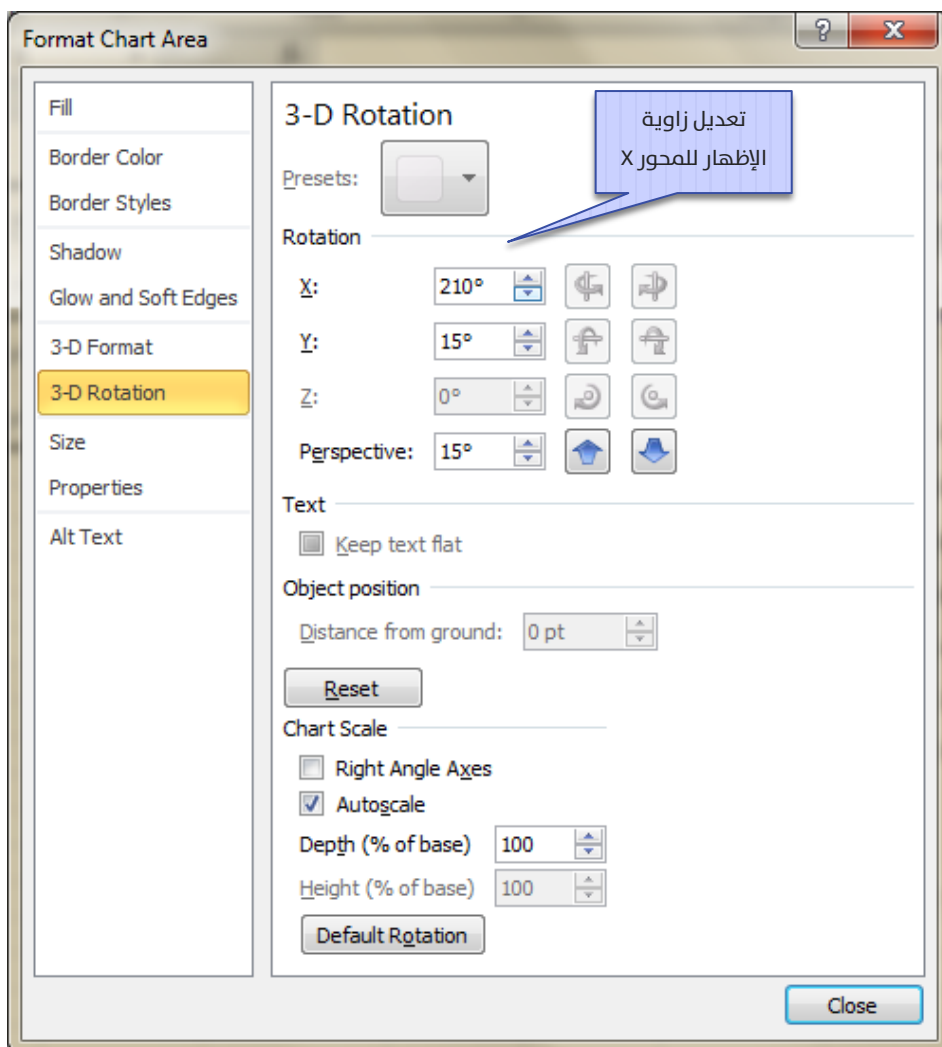 Format Chart Area
Fill
Border Color
Border Styles
Shadow
Glow and Soft Edges
3-D Format
3-D Rotation
Size
Properties
Alt Text
3-D Rotation
تعديل زاوية
الإظهار للمحور X
Presets:
Rotation
X: 210°
Y: 15°
Z: 0°
Perspective: 15°
Text
Keep text flat
Object position
Distance from ground: 0 pt
Reset
Chart Scale
Right Angle Axes
Autoscale
Depth (% of base) 100
Height (% of base) 100
Default Rotation
Close